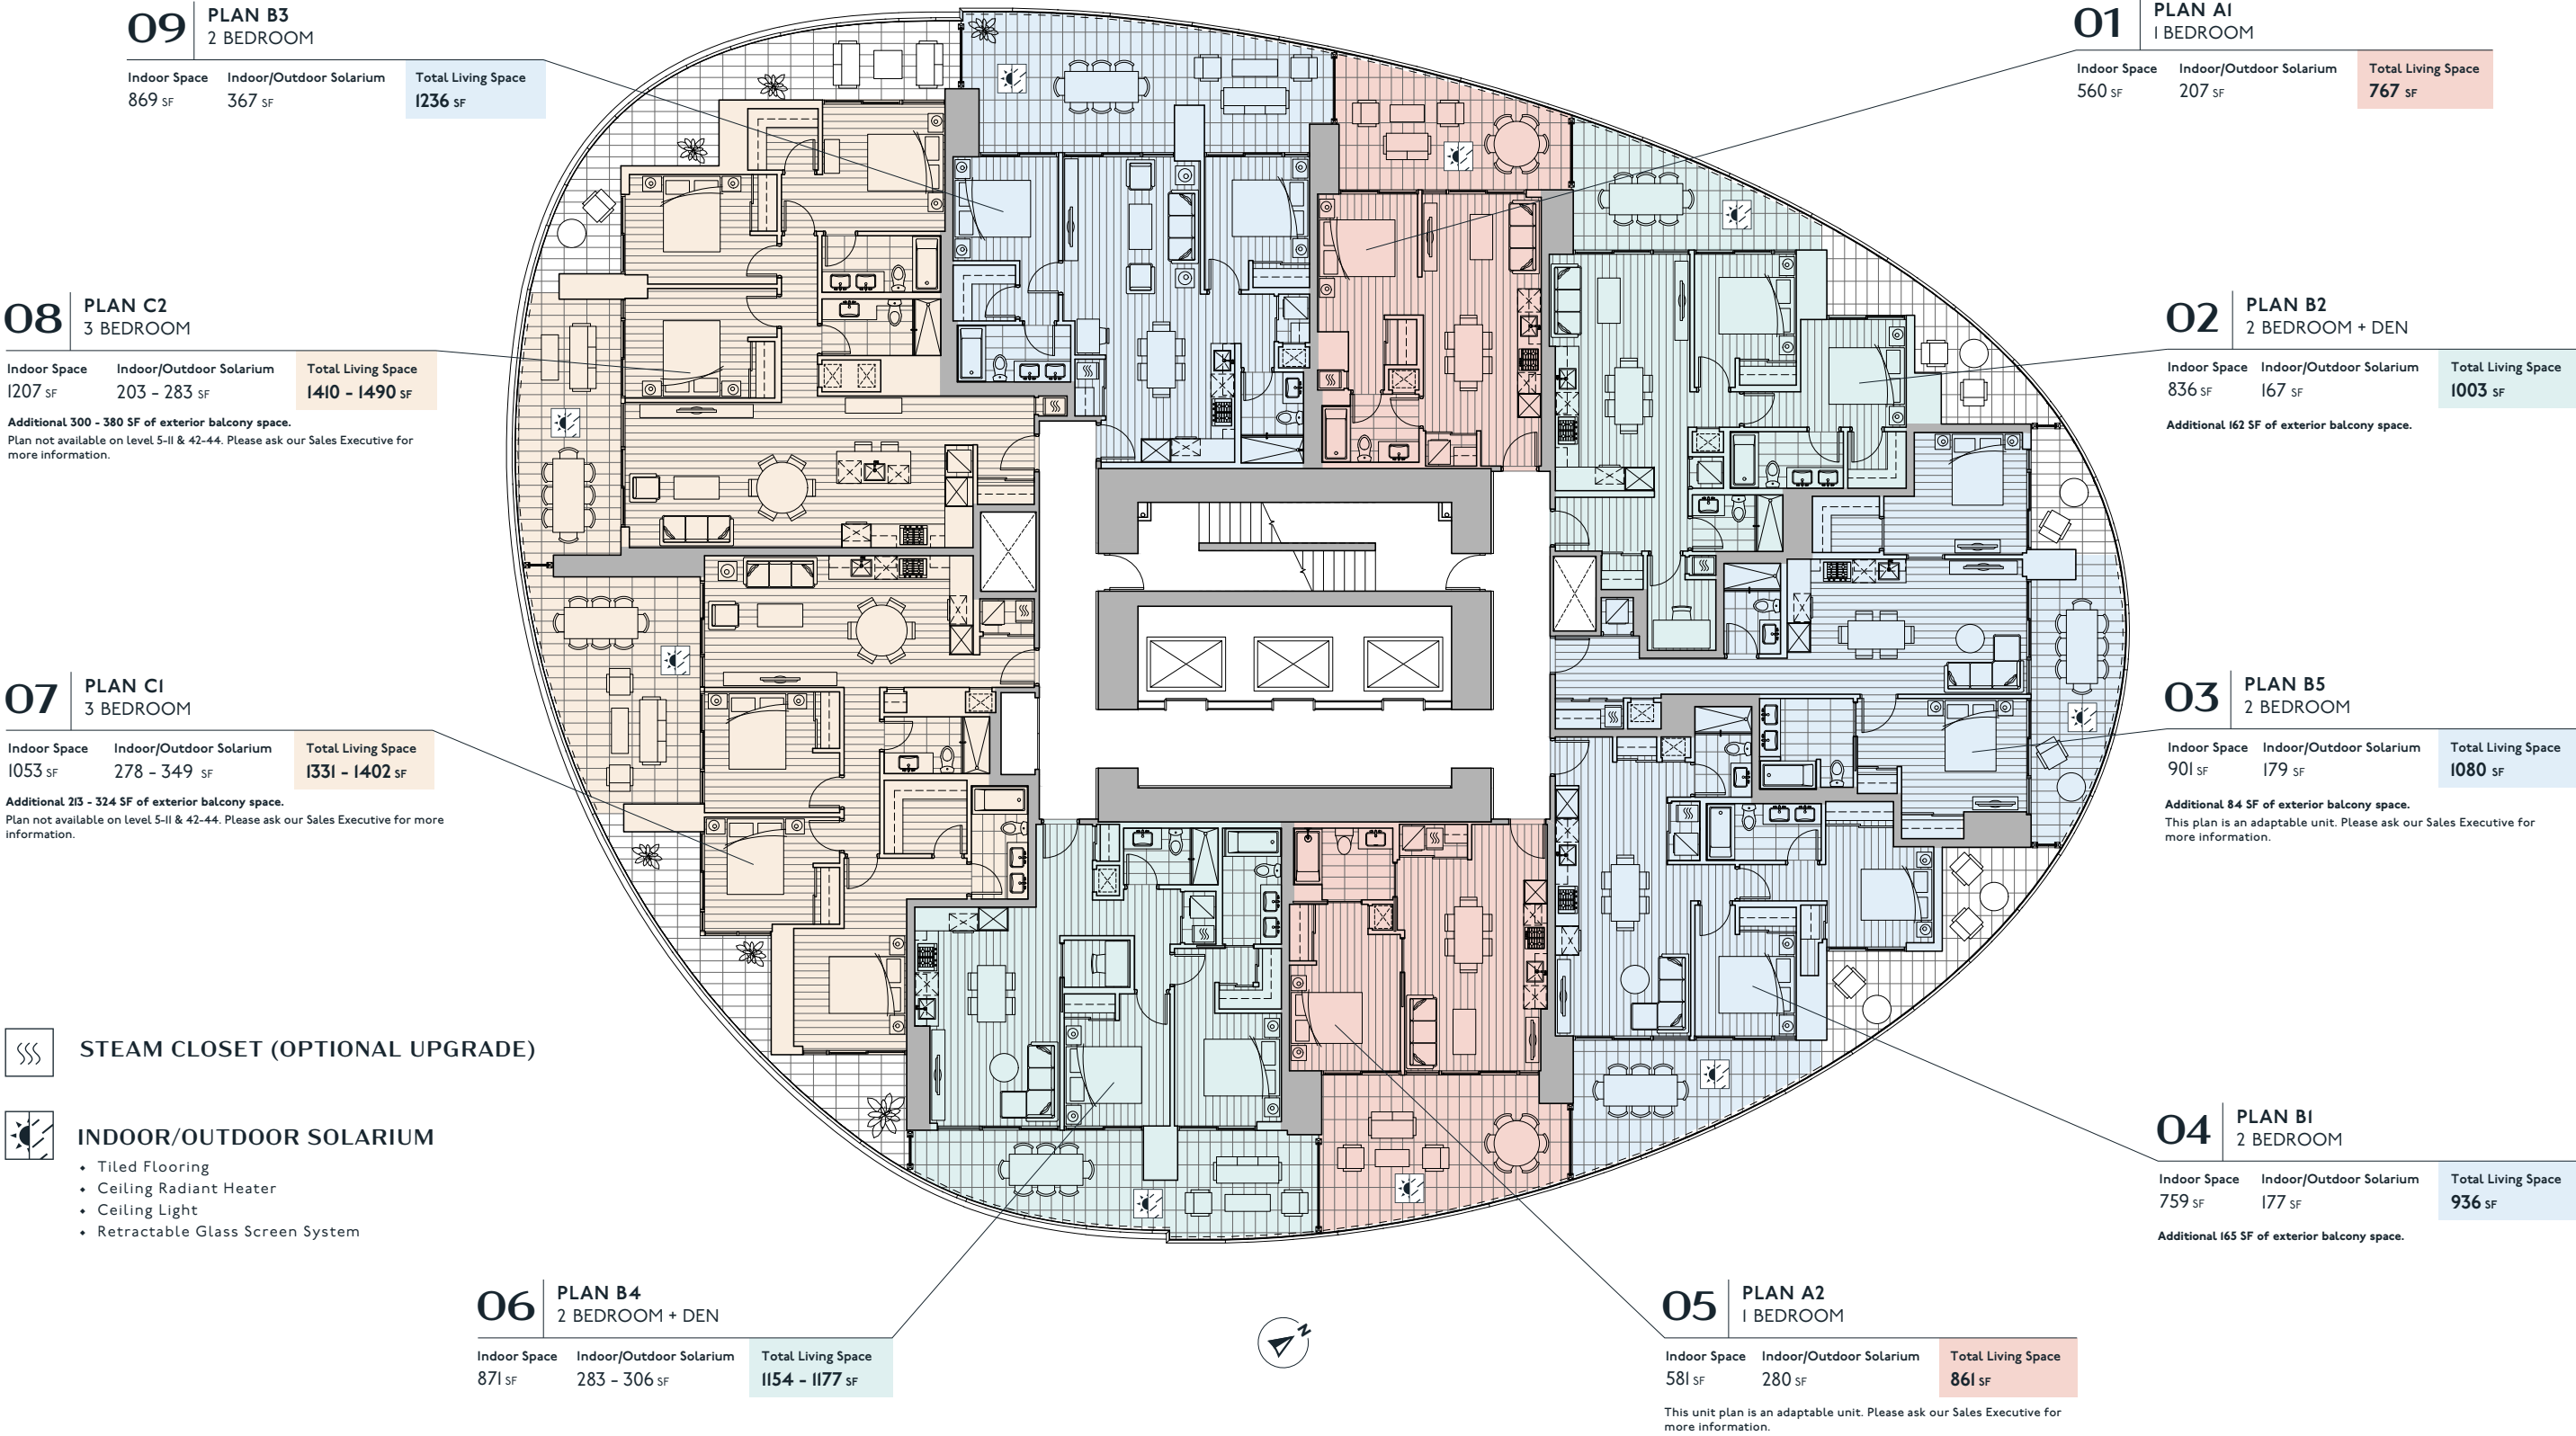 09
PLAN B3
2 BEDROOM
Indoor Space Indoor/Outdoor Solarium Total Living Space
869 SF 367 SF 1236 SF
01
PLAN A1
1 BEDROOM
Indoor Space Indoor/Outdoor Solarium Total Living Space
560 SF 207 SF 767 SF
08
PLAN C2
3 BEDROOM
Indoor Space Indoor/Outdoor Solarium Total Living Space
1207 SF 203 - 283 SF 1410 - 1490 SF
Additional 300 - 380 SF of exterior balcony space.
Plan not available on level 5-11 & 42-44. Please ask our Sales Executive for
more information.
02
PLAN B2
2 BEDROOM + DEN
Indoor Space Indoor/Outdoor Solarium Total Living Space
836 SF 167 SF 1003 SF
Additional 162 SF of exterior balcony space.
07
PLAN C1
3 BEDROOM
Indoor Space Indoor/Outdoor Solarium Total Living Space
1053 SF 278 - 349 SF 1331 - 1402 SF
Additional 213 - 324 SF of exterior balcony space.
Plan not available on level 5-11 & 42-44. Please ask our Sales Executive for more
information.
03
PLAN B5
2 BEDROOM
Indoor Space Indoor/Outdoor Solarium Total Living Space
901 SF 179 SF 1080 SF
Additional 84 SF of exterior balcony space.
This plan is an adaptable unit. Please ask our Sales Executive for
more information.
STEAM CLOSET (OPTIONAL UPGRADE)
INDOOR/OUTDOOR SOLARIUM
• Tiled Flooring
• Ceiling Radiant Heater
• Ceiling Light
• Retractable Glass Screen System
04
PLAN B1
2 BEDROOM
Indoor Space Indoor/Outdoor Solarium Total Living Space
759 SF 177 SF 936 SF
Additional 165 SF of exterior balcony space.
06
PLAN B4
2 BEDROOM + DEN
Indoor Space Indoor/Outdoor Solarium Total Living Space
871 SF 283 - 306 SF 1154 - 1177 SF
N
05
PLAN A2
1 BEDROOM
Indoor Space Indoor/Outdoor Solarium Total Living Space
581 SF 280 SF 861 SF
This unit plan is an adaptable unit. Please ask our Sales Executive for
more information.